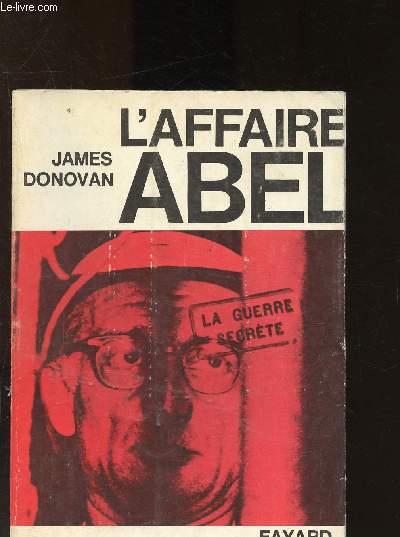 Le-livre.com
L'AFFAIRE
JAMES
DONOVAN
ABEL
LA GUERRE
SECRÈTE
FAYARD